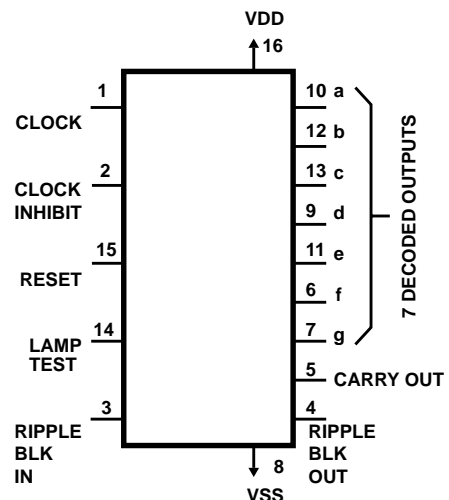 VDD
16
1
CLOCK
2
CLOCK
INHIBIT
15
RESET
14
LAMP
TEST
3
RIPPLE
BLK
IN
10 a
12 b
13 c
9 d
11 e
6 f
7 g
7 DECODED OUTPUTS
5
CARRY OUT
4
RIPPLE
BLK
OUT
8
VSS